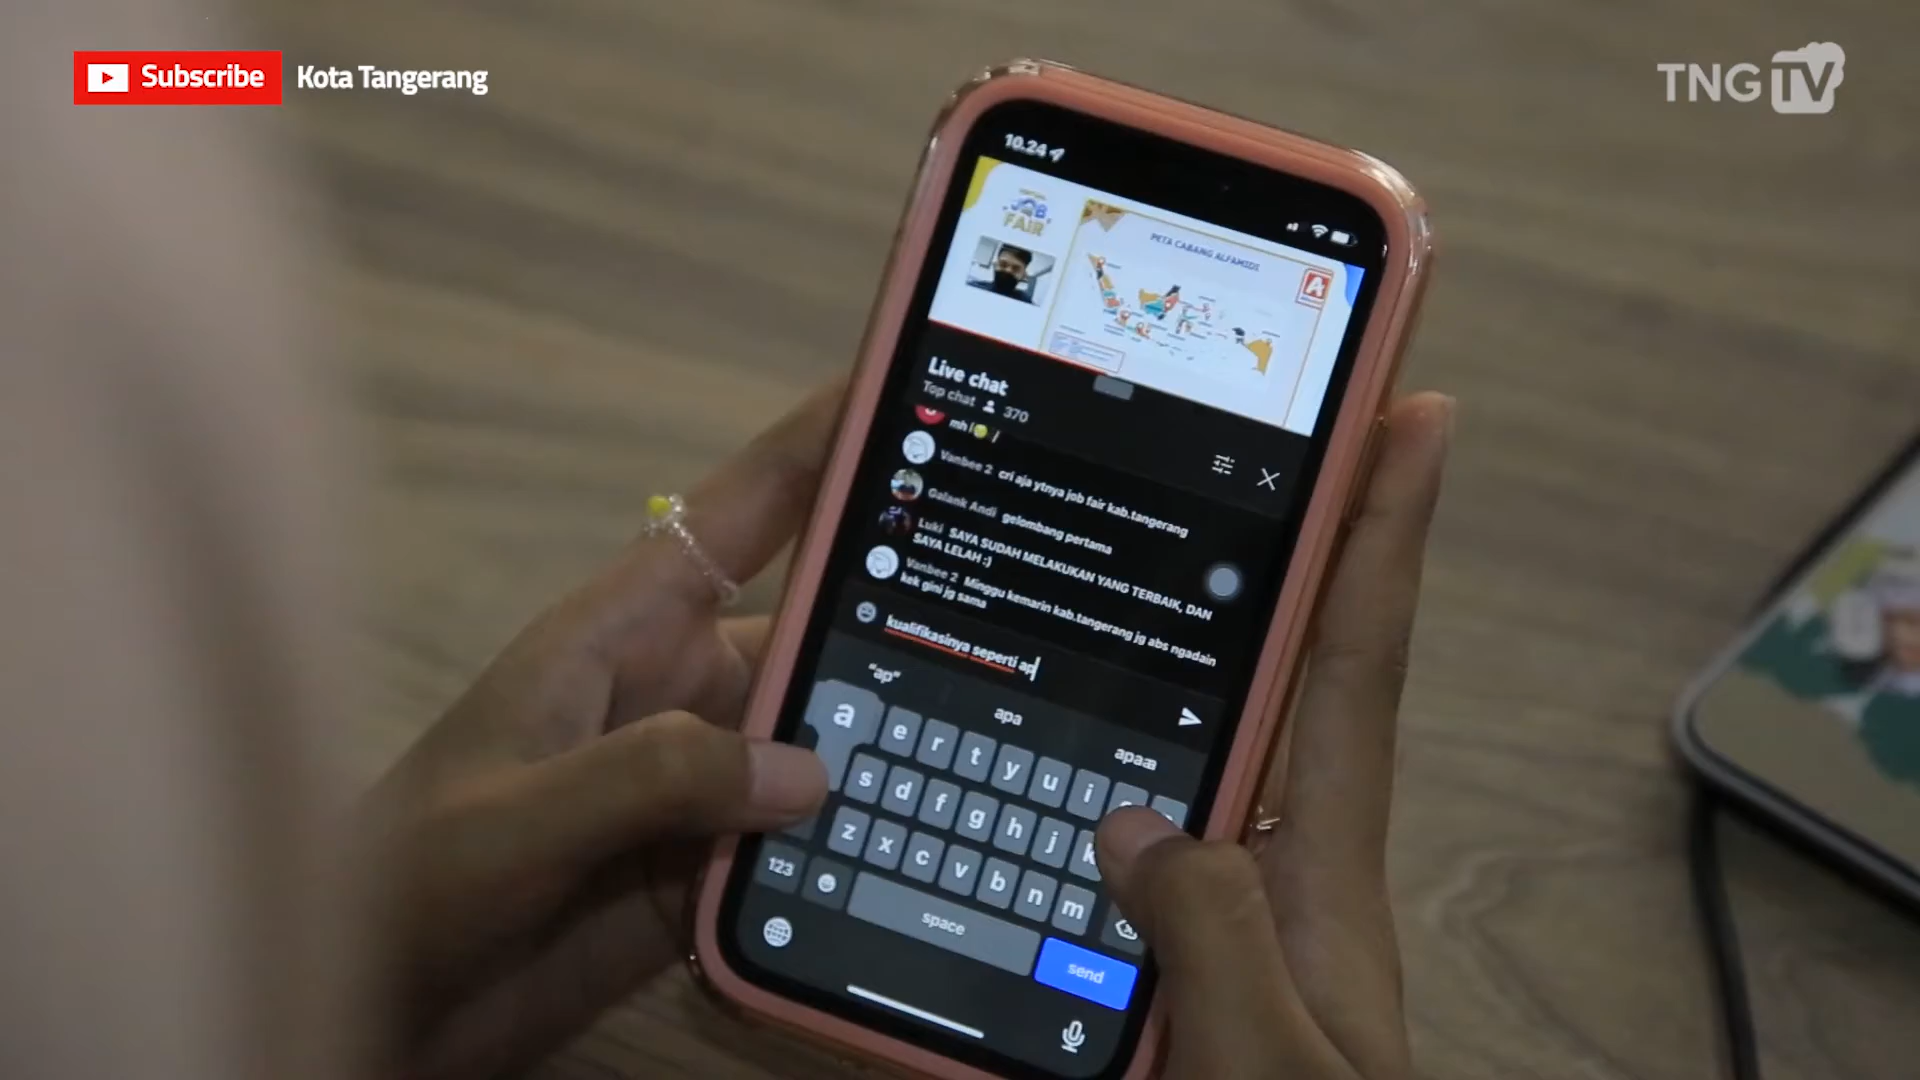 Subscribe Kota Tangerang
TNG TV
10.24
JOB
FAIR
PETA CABANG ALFAMIDI
A
Live chat
Top chat 370
Vanbee 2 cri aja ytnya job fair kab.tangerang
Galank Andi gelombang pertama
Luki SAYA SUDAH MELAKUKAN YANG TERBAIK, DAN
SAYA LELAH :)
Vanbee 2 Minggu kemarin kab.tangerang jg abs ngadain
kek gini jg sama
kualifikasinya seperti ap
"ap" apa apaaa
a e r t y u i
s d f g h j k
z x c v b n m
123 space send